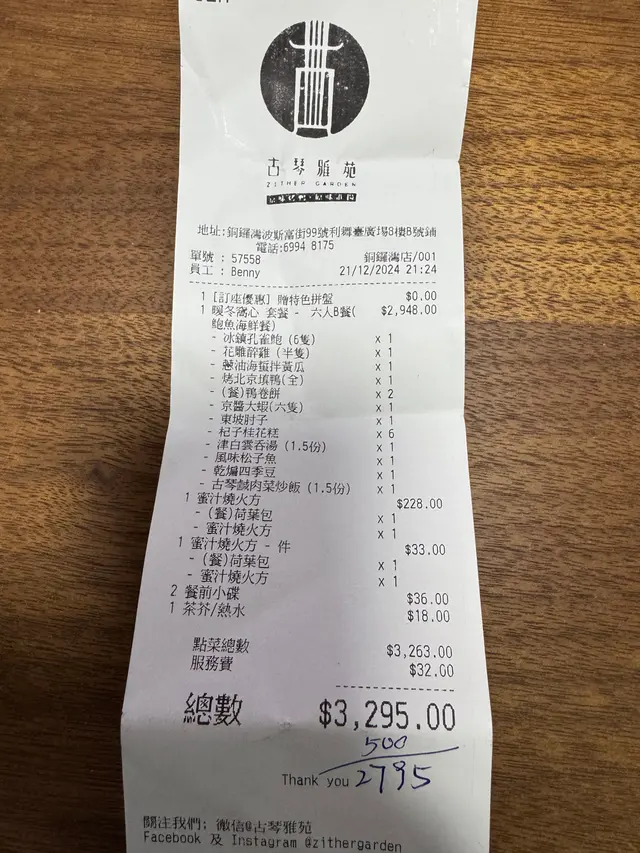 古琴雅苑
ZITHER GARDEN
地址:銅鑼灣波斯富街99號利舞臺廣場8樓B號鋪
電話:6994 8175
單號 : 57558 銅鑼灣店/001
員工 : Benny 21/12/2024 21:24
1 [訂座優惠] 贈特色拼盤 $0.00
1 暖冬窩心 套餐 - 六人B餐( $2,948.00
鮑魚海鮮餐)
- 冰鎮孔雀鮑 (6隻) x 1
- 花雕醉雞 (半隻) x 1
- 蔥油海蜇拌黃瓜 x 1
- 烤北京填鴨(全) x 1
- (餐)鴨卷餅 x 2
- 京醬大蝦(六隻) x 1
- 東坡肘子 x 1
- 杞子桂花糕 x 6
- 津白雲吞湯 (1.5份) x 1
- 風味松子魚 x 1
- 乾煸四季豆 x 1
- 古琴鹹肉菜炒飯 (1.5份) x 1
1 蜜汁燒火方 $228.00
- (餐)荷葉包 x 1
- 蜜汁燒火方 x 1
1 蜜汁燒火方 - 件 $33.00
- (餐)荷葉包 x 1
- 蜜汁燒火方 x 1
2 餐前小碟 $36.00
1 茶芥/熱水 $18.00
點菜總數 $3,263.00
服務費 $32.00
總數 $3,295.00
500
Thank you 2795
關注我們: 微信@古琴雅苑
Facebook 及 Instagram @zithergarden